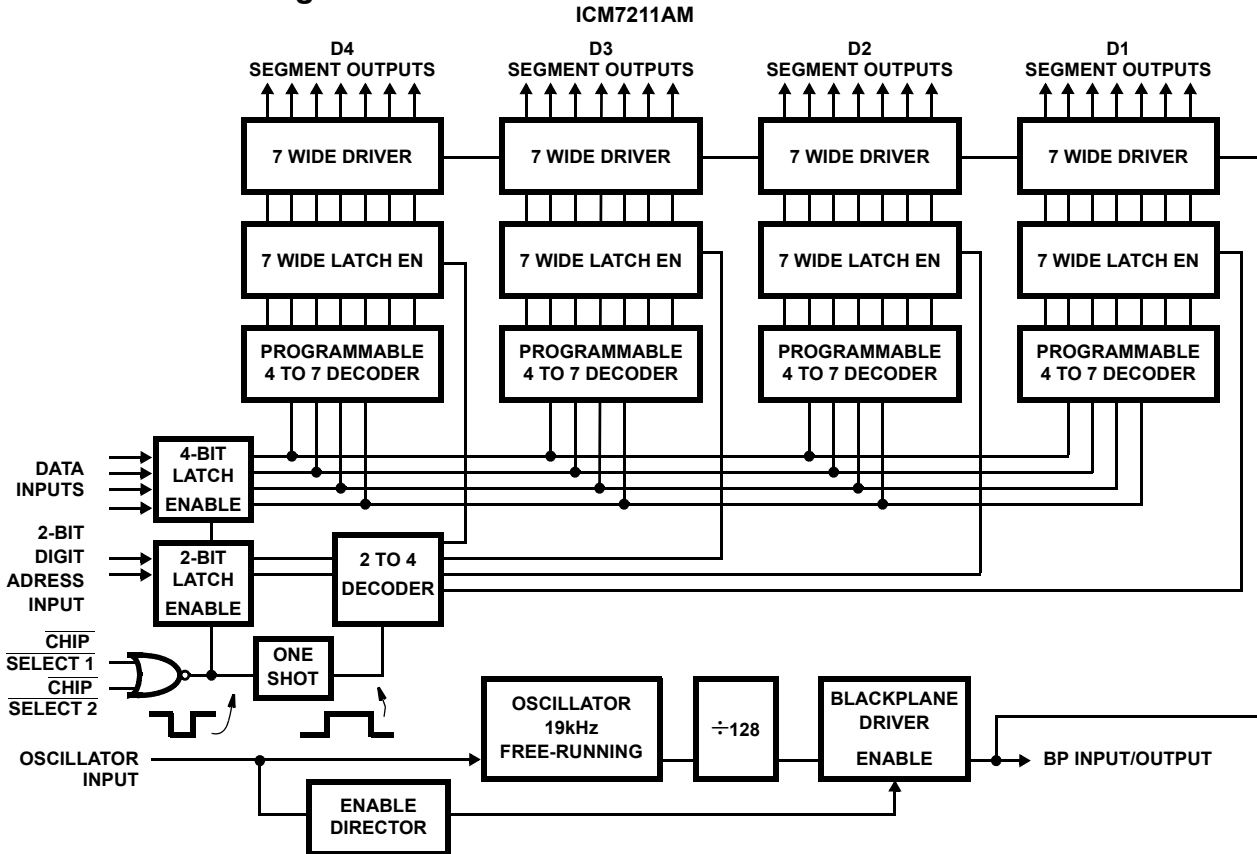 g
ICM7211AM
D4
SEGMENT OUTPUTS
D3
SEGMENT OUTPUTS
D2
SEGMENT OUTPUTS
D1
SEGMENT OUTPUTS
7 WIDE DRIVER
7 WIDE DRIVER
7 WIDE DRIVER
7 WIDE DRIVER
7 WIDE LATCH EN
7 WIDE LATCH EN
7 WIDE LATCH EN
7 WIDE LATCH EN
PROGRAMMABLE
4 TO 7 DECODER
PROGRAMMABLE
4 TO 7 DECODER
PROGRAMMABLE
4 TO 7 DECODER
PROGRAMMABLE
4 TO 7 DECODER
DATA
INPUTS
4-BIT
LATCH
ENABLE
2-BIT
DIGIT
ADRESS
INPUT
2-BIT
LATCH
ENABLE
2 TO 4
DECODER
CHIP
SELECT 1
CHIP
SELECT 2
ONE
SHOT
OSCILLATOR
INPUT
OSCILLATOR
19kHz
FREE-RUNNING
÷128
BLACKPLANE
DRIVER
ENABLE
BP INPUT/OUTPUT
ENABLE
DIRECTOR